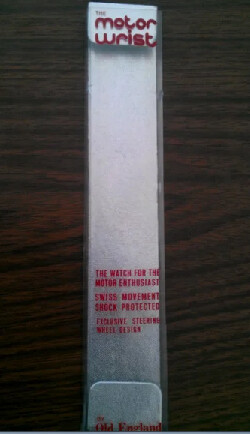 THE
motor
wrist
THE WATCH FOR THE
MOTOR ENTHUSIAST
SWISS MOVEMENT
SHOCK PROTECTED
EXCLUSIVE STEERING
WHEEL DESIGN
Old England